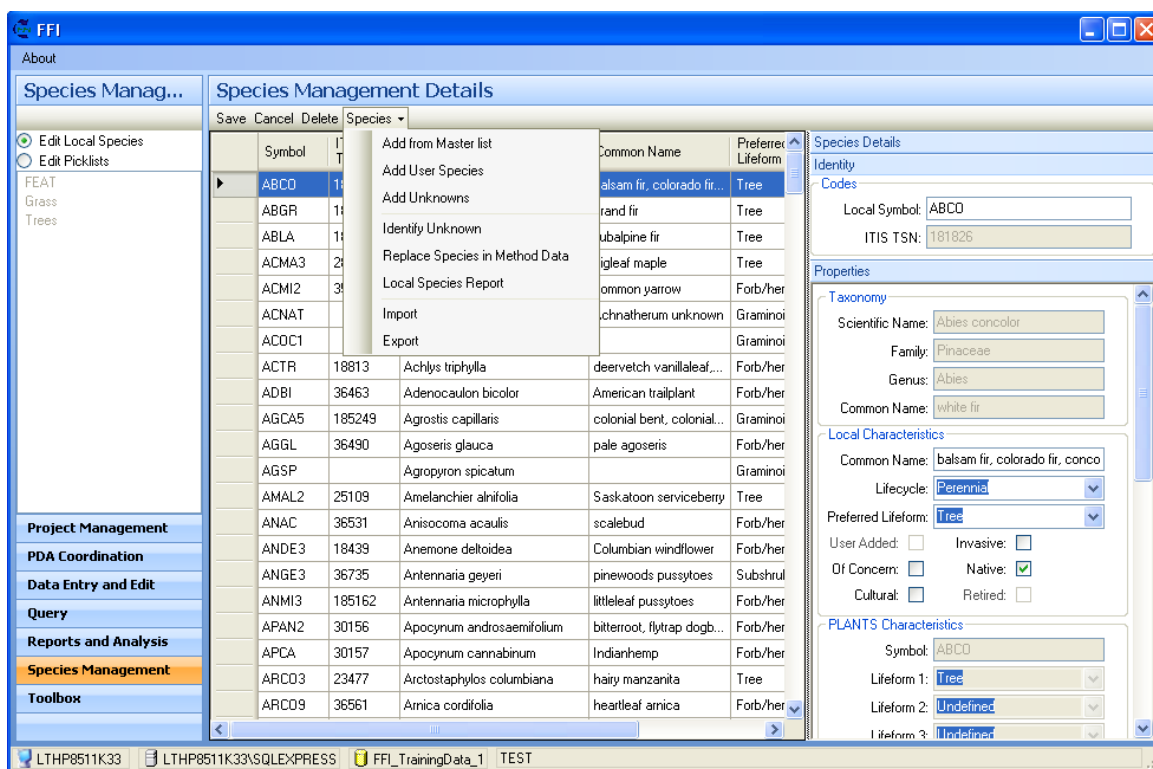 FFI
About
Species Manag...
Edit Local Species
Edit Picklists
FEAT
Grass
Trees
Project Management
PDA Coordination
Data Entry and Edit
Query
Reports and Analysis
Species Management
Toolbox
Species Management Details
Save Cancel Delete Species
Add from Master list
Add User Species
Add Unknowns
Identify Unknown
Replace Species in Method Data
Local Species Report
Import
Export
Symbol Common Name Preferred Lifeform
ABCO alsam fir, colorado fir... Tree
ABGR rand fir Tree
ABLA ubalpine fir Tree
ACMA3 igleaf maple Tree
ACMI2 ommon yarrow Forb/her
ACNAT chnatherum unknown Graminoi
ACOC1 Graminoi
ACTR 18813 Achlys triphylla deervetch vanillaleaf,... Forb/her
ADBI 36463 Adenocaulon bicolor American trailplant Forb/her
AGCA5 185249 Agrostis capillaris colonial bent, colonial... Graminoi
AGGL 36490 Agoseris glauca pale agoseris Forb/her
AGSP Agropyron spicatum Graminoi
AMAL2 25109 Amelanchier alnifolia Saskatoon serviceberry Tree
ANAC 36531 Anisocoma acaulis scalebud Forb/her
ANDE3 18439 Anemone deltoidea Columbian windflower Forb/her
ANGE3 36735 Antennaria geyeri pinewoods pussytoes Subshrul
ANMI3 185162 Antennaria microphylla littleleaf pussytoes Forb/her
APAN2 30156 Apocynum androsaemifolium bitterroot, flytrap dogb... Forb/her
APCA 30157 Apocynum cannabinum Indianhemp Forb/her
ARCO3 23477 Arctostaphylos columbiana hairy manzanita Tree
ARCO9 36561 Arnica cordifolia heartleaf arnica Forb/her
Species Details
Identity
Codes
Local Symbol: ABCO
ITIS TSN: 181826
Properties
Taxonomy
Scientific Name: Abies concolor
Family: Pinaceae
Genus: Abies
Common Name: white fir
Local Characteristics
Common Name: balsam fir, colorado fir, conco
Lifecycle: Perennial
Preferred Lifeform: Tree
User Added: Invasive:
Of Concern: Native:
Cultural: Retired:
PLANTS Characteristics
Symbol: ABCO
Lifeform 1: Tree
Lifeform 2: Undefined
Lifeform 3: Undefined
LTHP8511K33 LTHP8511K33\SQLEXPRESS FFI_TrainingData_1 TEST